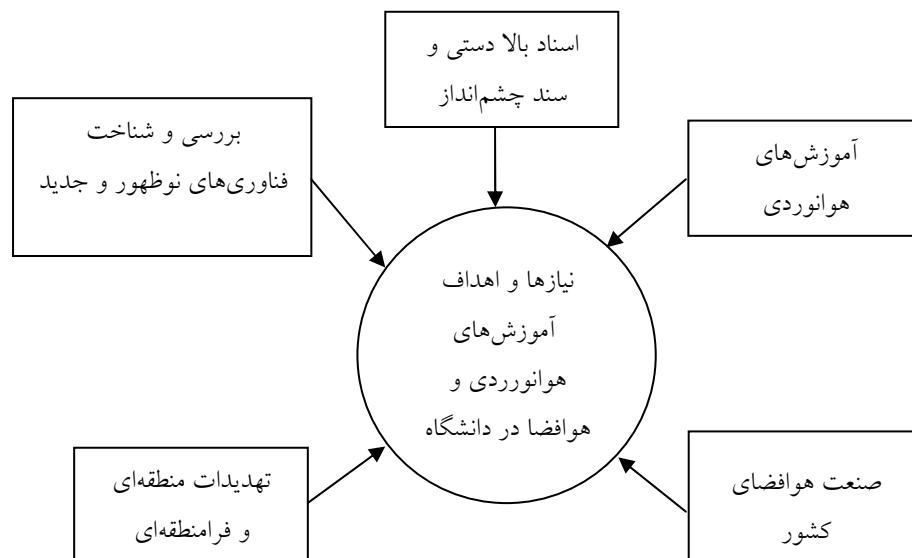 اسناد بالا دستی و
سند چشم‌انداز
آموزش‌های
هوانوردی
بررسی و شناخت
فناوری‌های نوظهور و جدید
نیازها و اهداف
آموزش‌های
هوانورردی و
هوافضا در دانشگاه
صنعت هوافضای
کشور
تهدیدات منطقه‌ای
و فرامنطقه‌ای